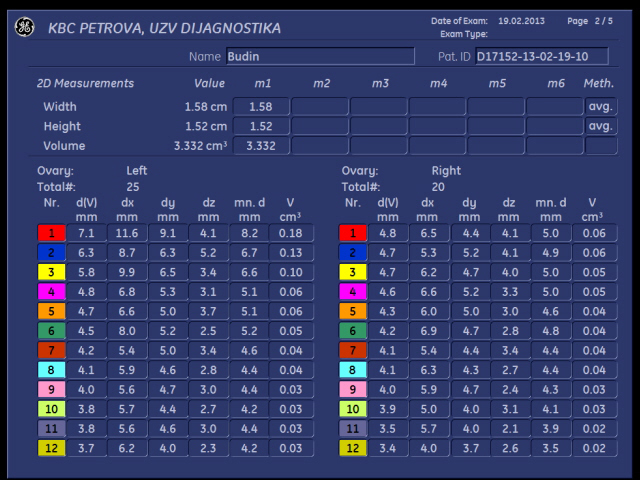 KBC PETROVA, UZV DIJAGNOSTIKA
Date of Exam: 19.02.2013 Page 2 / 5
Exam Type:
Name Budin Pat. ID D17152-13-02-19-10
2D Measurements Value m1 m2 m3 m4 m5 m6 Meth.
Width 1.58 cm 1.58 avg.
Height 1.52 cm 1.52 avg.
Volume 3.332 cm³ 3.332
Ovary: Left Ovary: Right
Total#: 25 Total#: 20
Nr. d(V) dx dy dz mn. d V Nr. d(V) dx dy dz mn. d V
mm mm mm mm mm cm³ mm mm mm mm mm cm³
1 7.1 11.6 9.1 4.1 8.2 0.18 1 4.8 6.5 4.4 4.1 5.0 0.06
2 6.3 8.7 6.3 5.2 6.7 0.13 2 4.7 5.3 5.2 4.1 4.9 0.06
3 5.8 9.9 6.5 3.4 6.6 0.10 3 4.7 6.2 4.7 4.0 5.0 0.05
4 4.8 6.8 5.3 3.1 5.1 0.06 4 4.6 6.6 5.2 3.3 5.0 0.05
5 4.7 6.6 5.0 3.7 5.1 0.06 5 4.3 6.0 5.0 3.0 4.6 0.04
6 4.5 8.0 5.2 2.5 5.2 0.05 6 4.2 6.9 4.7 2.8 4.8 0.04
7 4.2 5.4 5.0 3.4 4.6 0.04 7 4.1 5.4 4.4 3.4 4.4 0.04
8 4.1 5.9 4.6 2.8 4.4 0.04 8 4.1 6.3 4.3 2.7 4.4 0.04
9 4.0 5.6 4.7 3.0 4.4 0.03 9 4.0 5.9 4.7 2.4 4.3 0.03
10 3.8 5.7 4.4 2.7 4.2 0.03 10 3.9 5.0 4.0 3.1 4.1 0.03
11 3.8 5.6 4.6 3.0 4.4 0.03 11 3.5 5.7 4.0 2.1 3.9 0.02
12 3.7 6.2 4.0 2.3 4.2 0.03 12 3.4 4.0 3.7 2.6 3.5 0.02